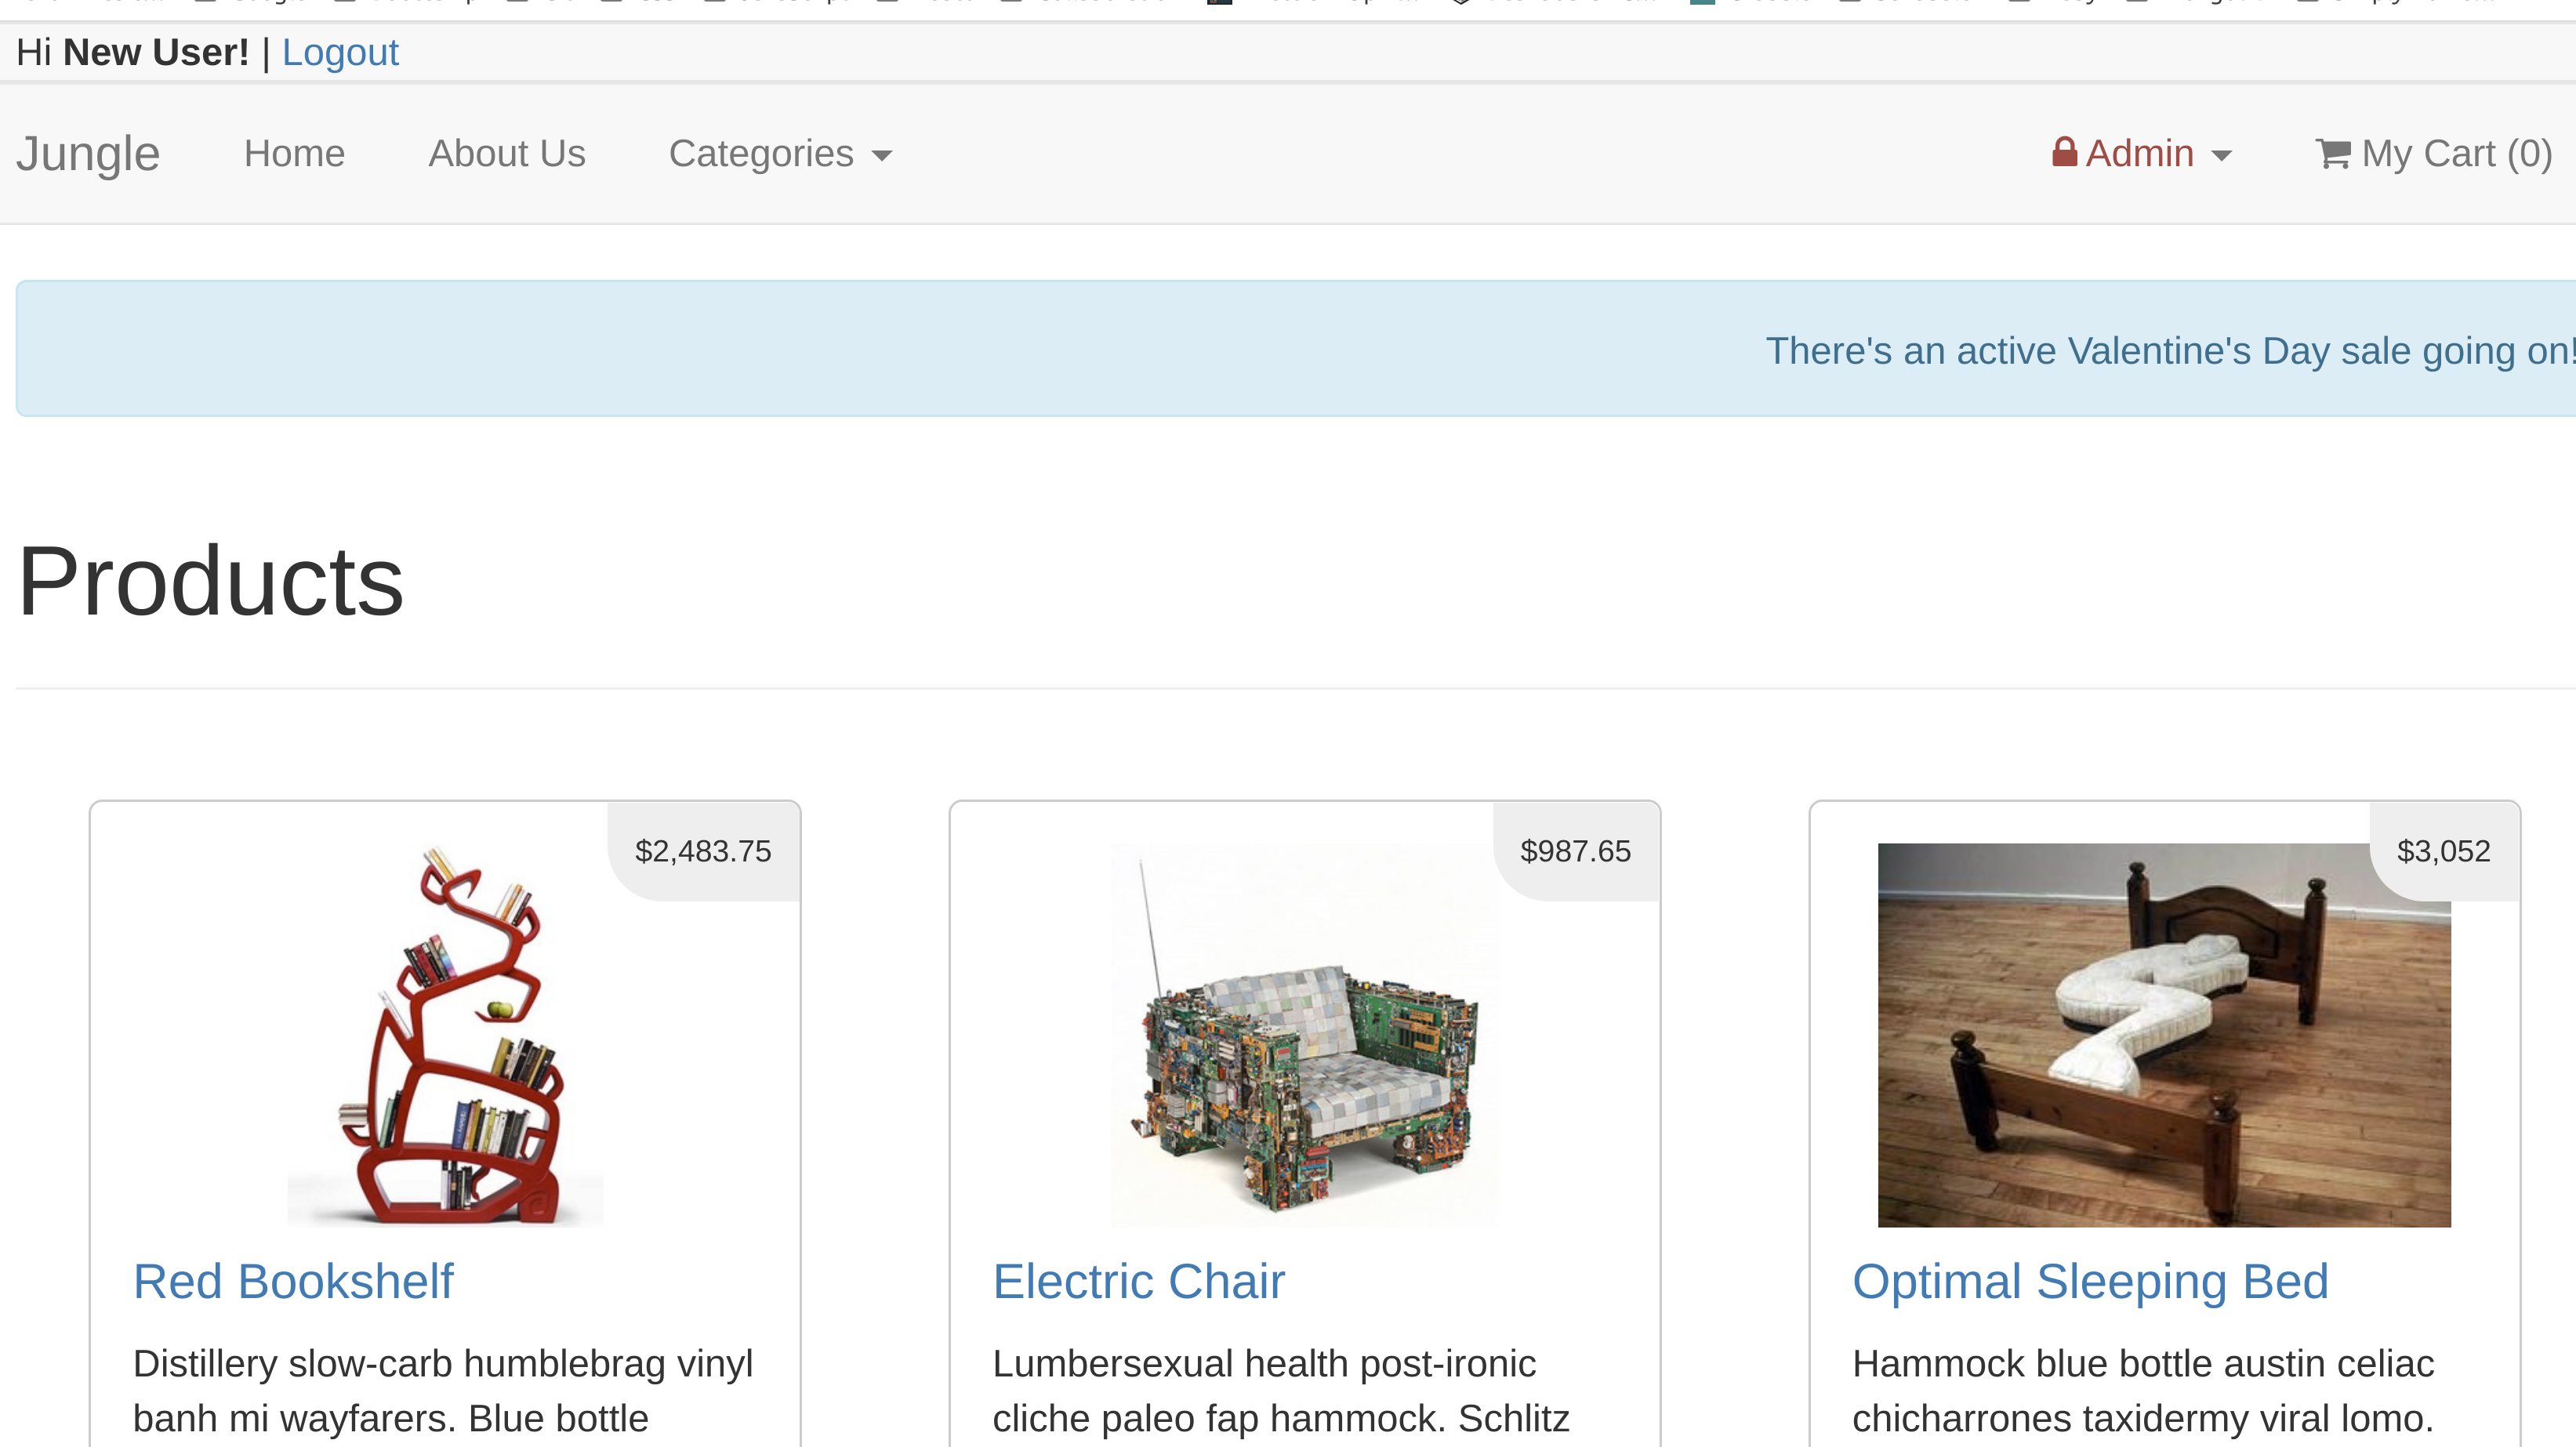 Hi New User! | Logout
Jungle Home About Us Categories Admin My Cart (0)
There's an active Valentine's Day sale going on!
Products
$2,483.75 $987.65 $3,052
Red Bookshelf
Distillery slow-carb humblebrag vinyl
banh mi wayfarers. Blue bottle
Electric Chair
Lumbersexual health post-ironic
cliche paleo fap hammock. Schlitz
Optimal Sleeping Bed
Hammock blue bottle austin celiac
chicharrones taxidermy viral lomo.